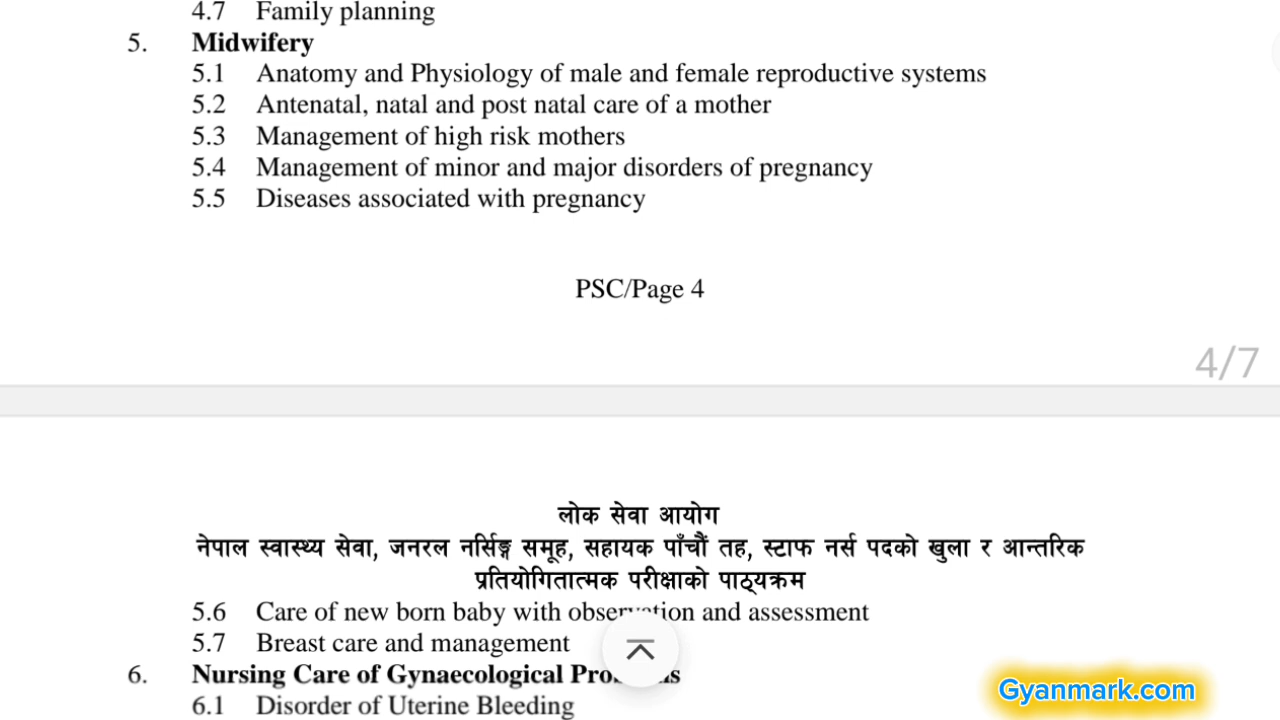 4.7 Family planning
5. Midwifery
5.1 Anatomy and Physiology of male and female reproductive systems
5.2 Antenatal, natal and post natal care of a mother
5.3 Management of high risk mothers
5.4 Management of minor and major disorders of pregnancy
5.5 Diseases associated with pregnancy
PSC/Page 4
4/7
लोक सेवा आयोग
नेपाल स्वास्थ्य सेवा, जनरल नर्सिङ्ग समूह, सहायक पाँचौं तह, स्टाफ नर्स पदको खुला र आन्तरिक
प्रतियोगितात्मक परीक्षाको पाठ्यक्रम
5.6 Care of new born baby with observation and assessment
5.7 Breast care and management
6. Nursing Care of Gynaecological
6.1 Disorder of Uterine Bleeding
Gyanmark.com